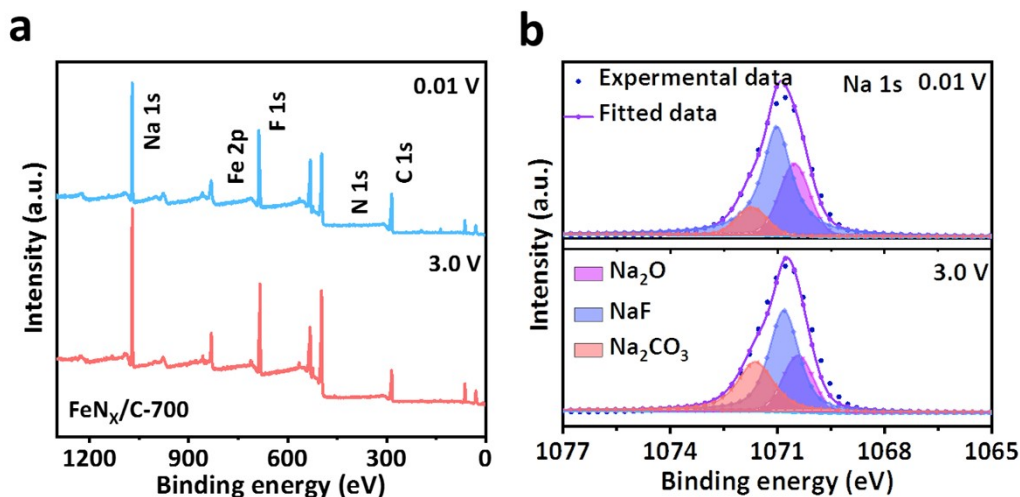 a
0.01 V
Na 1s
Fe 2p
F 1s
N 1s
C 1s
3.0 V
FeNX/C-700
Intensity (a.u.)
1200 900 600 300 0
Binding energy (eV)
b
Expermental data
Fitted data
Na 1s 0.01 V
Na2O
NaF
Na2CO3
3.0 V
Intensity (a.u.)
1077 1074 1071 1068 1065
Binding energy (eV)